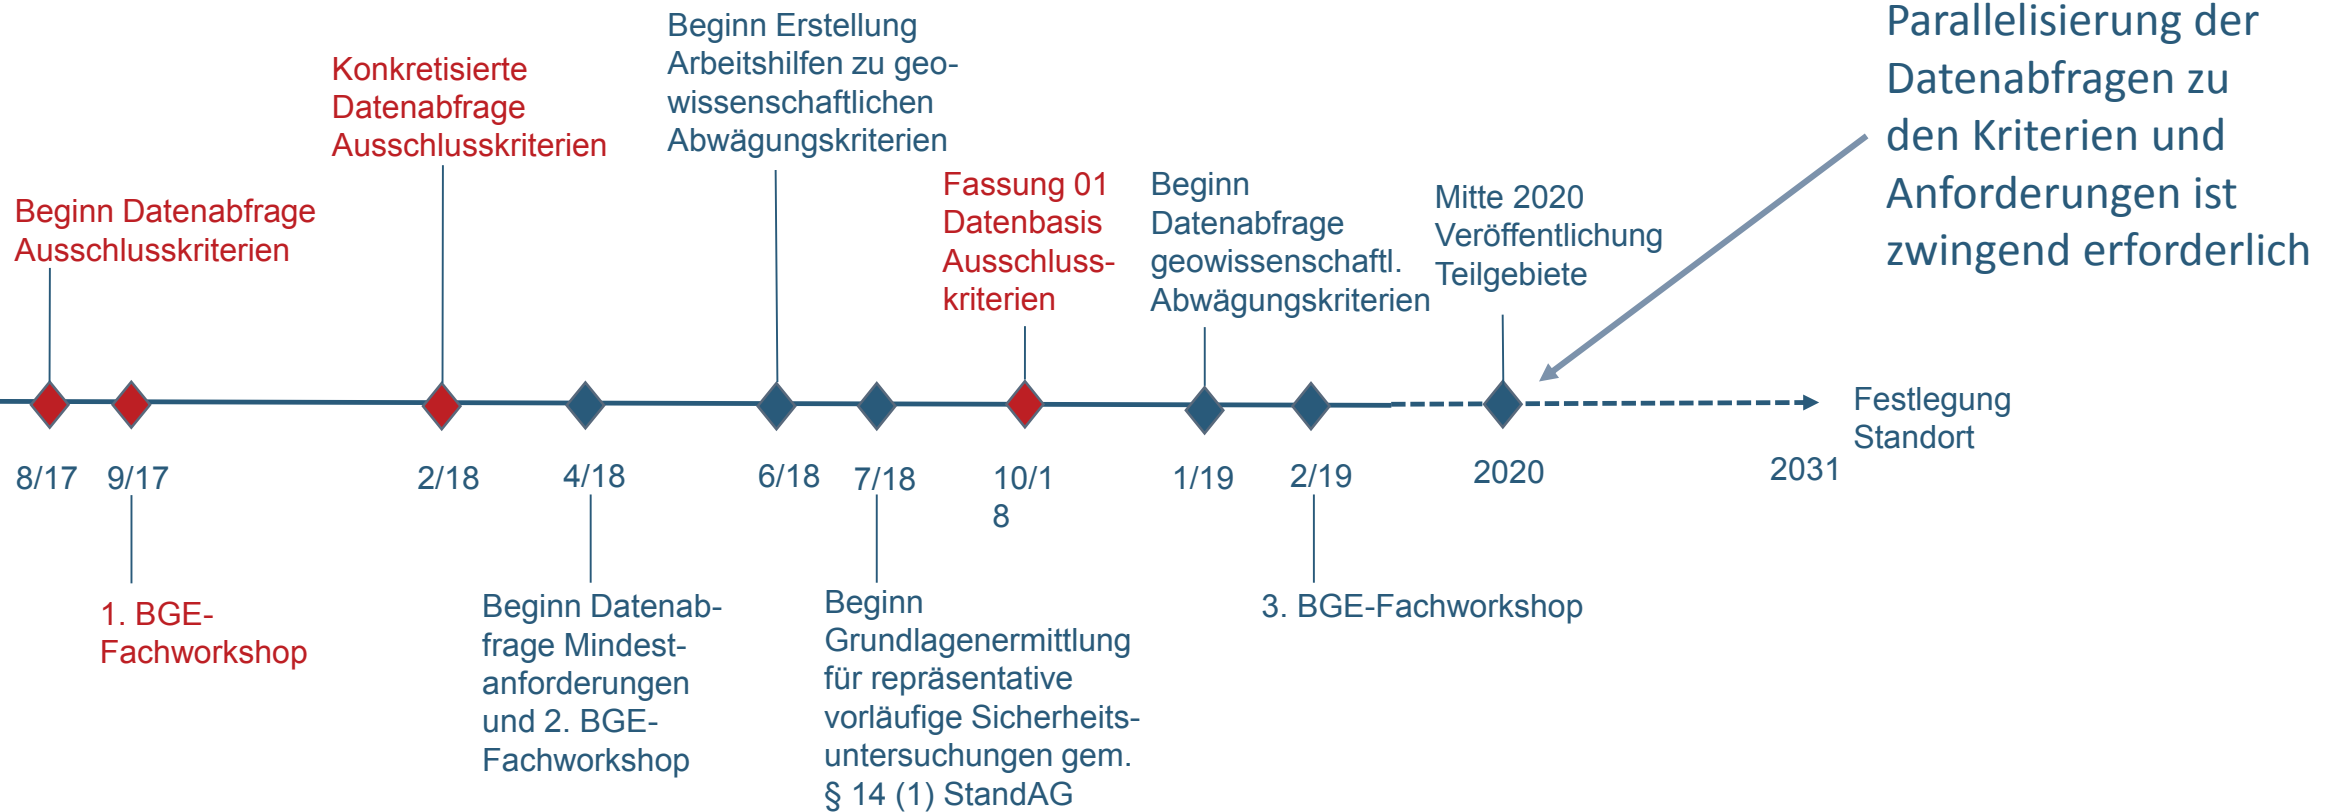 Beginn Datenabfrage
Ausschlusskriterien
Konkretisierte
Datenabfrage
Ausschlusskriterien
Beginn Erstellung
Arbeitshilfen zu geo-
wissenschaftlichen
Abwägungskriterien
Fassung 01
Datenbasis
Ausschluss-
kriterien
Beginn
Datenabfrage
geowissenschaftl.
Abwägungskriterien
Mitte 2020
Veröffentlichung
Teilgebiete
Parallelisierung der
Datenabfragen zu
den Kriterien und
Anforderungen ist
zwingend erforderlich
Festlegung
Standort
8/17
9/17
2/18
4/18
6/18
7/18
10/1
8
1/19
2/19
2020
2031
1. BGE-
Fachworkshop
Beginn Datenab-
frage Mindest-
anforderungen
und 2. BGE-
Fachworkshop
Beginn
Grundlagenermittlung
für repräsentative
vorläufige Sicherheits-
untersuchungen gem.
§ 14 (1) StandAG
3. BGE-Fachworkshop